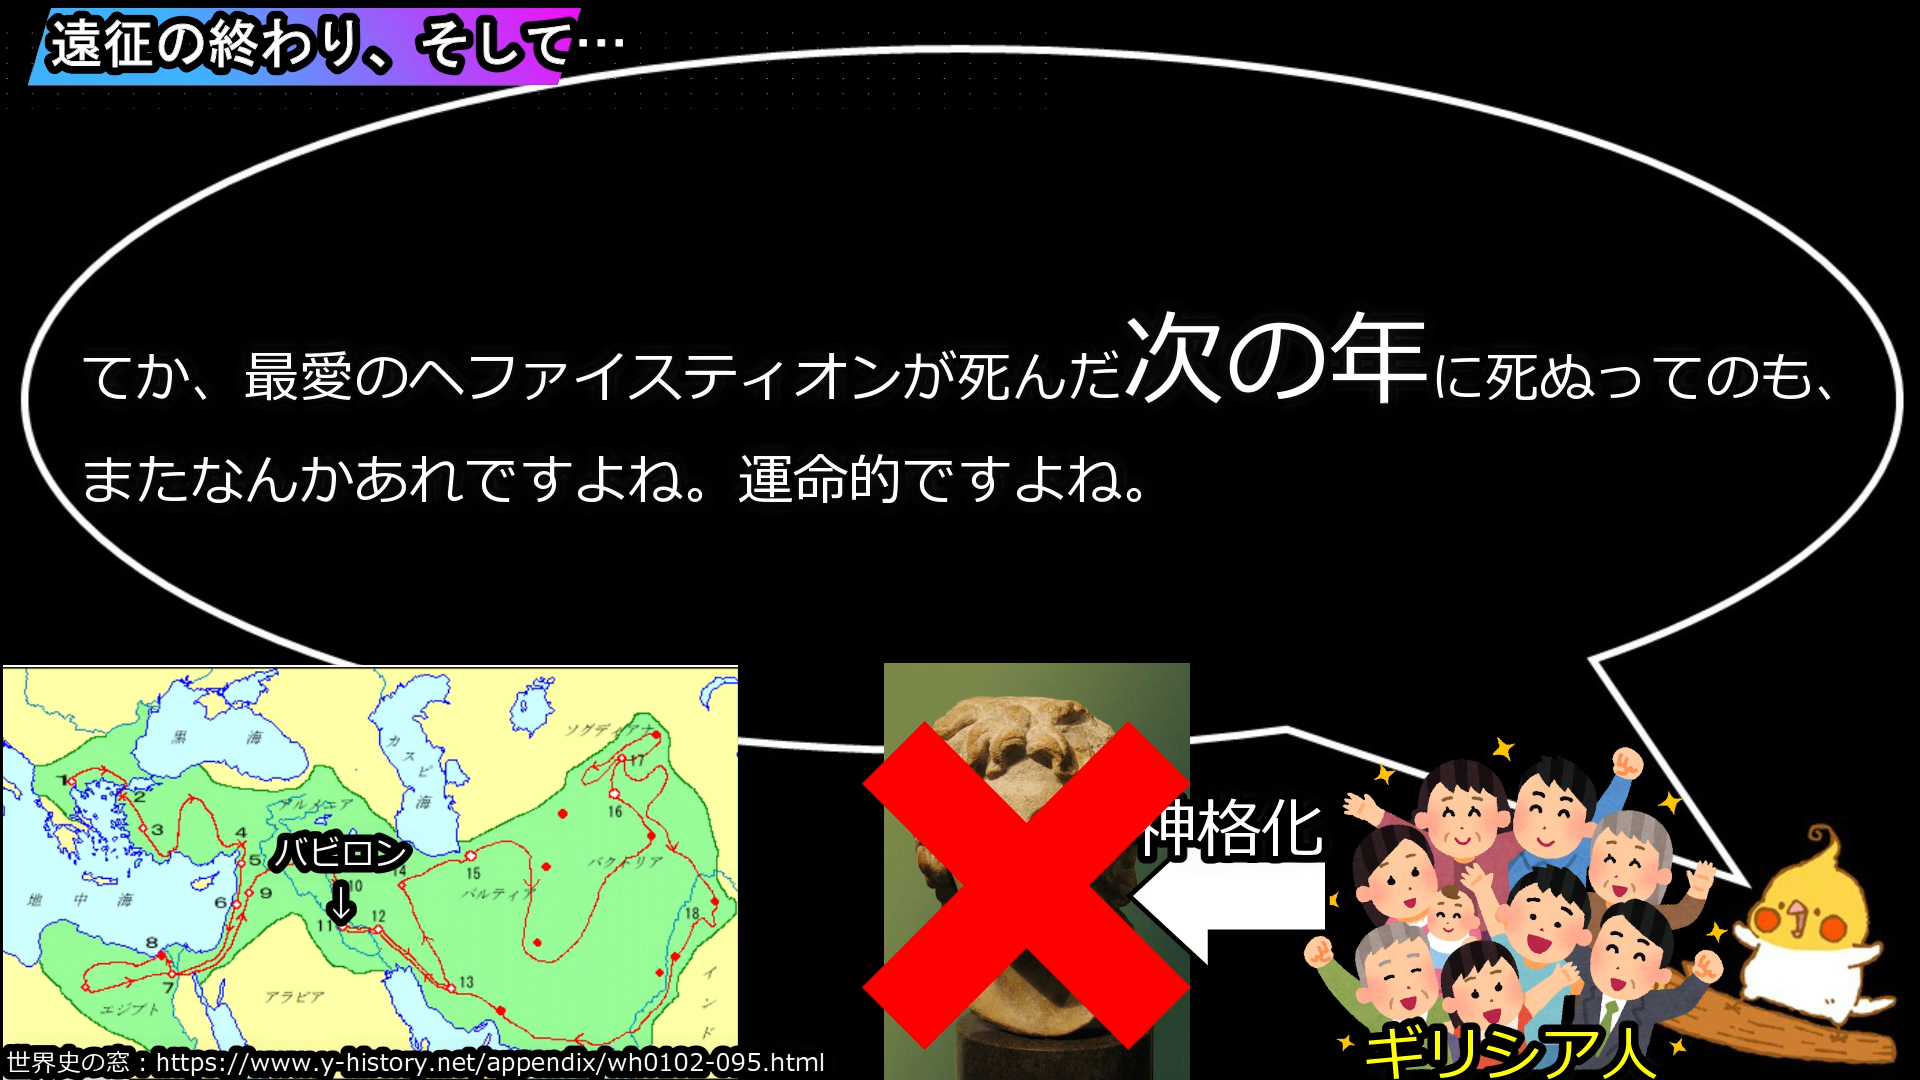 遠征の終わり、そして…
てか、最愛のヘファイスティオンが死んだ次の年に死ぬってのも、
またなんかあれですよね。運命的ですよね。
黒 海
カスピ海
ソグディアナ
アルメニア
バビロン
↓
バクトリア
パルティア
地 中 海
エジプト
アラビア
インド
1
2
3
4
5
6
7
8
9
10
11
12
13
14
15
16
17
18
世界史の窓：https://www.y-history.net/appendix/wh0102-095.html
神格化
ギリシア人